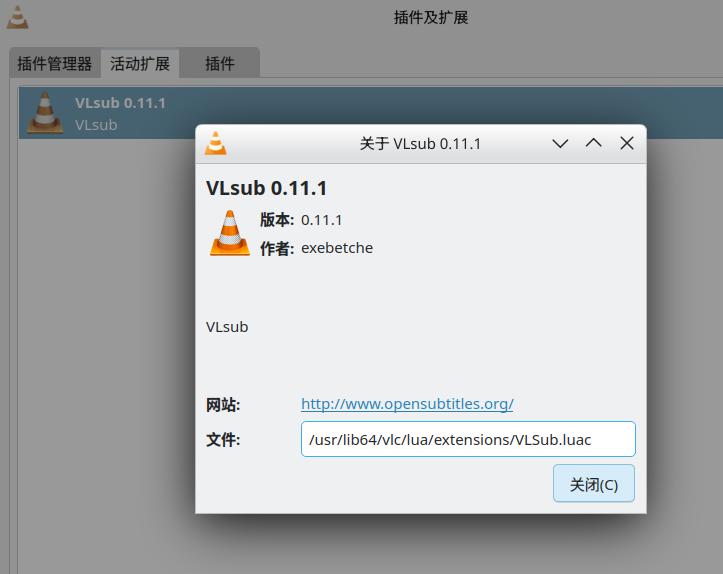 插件及扩展
插件管理器 活动扩展 插件
VLsub 0.11.1
VLsub
关于 VLsub 0.11.1
VLsub 0.11.1
版本: 0.11.1
作者: exebetche
VLsub
网站: http://www.opensubtitles.org/
文件: /usr/lib64/vlc/lua/extensions/VLSub.luac
关闭(C)